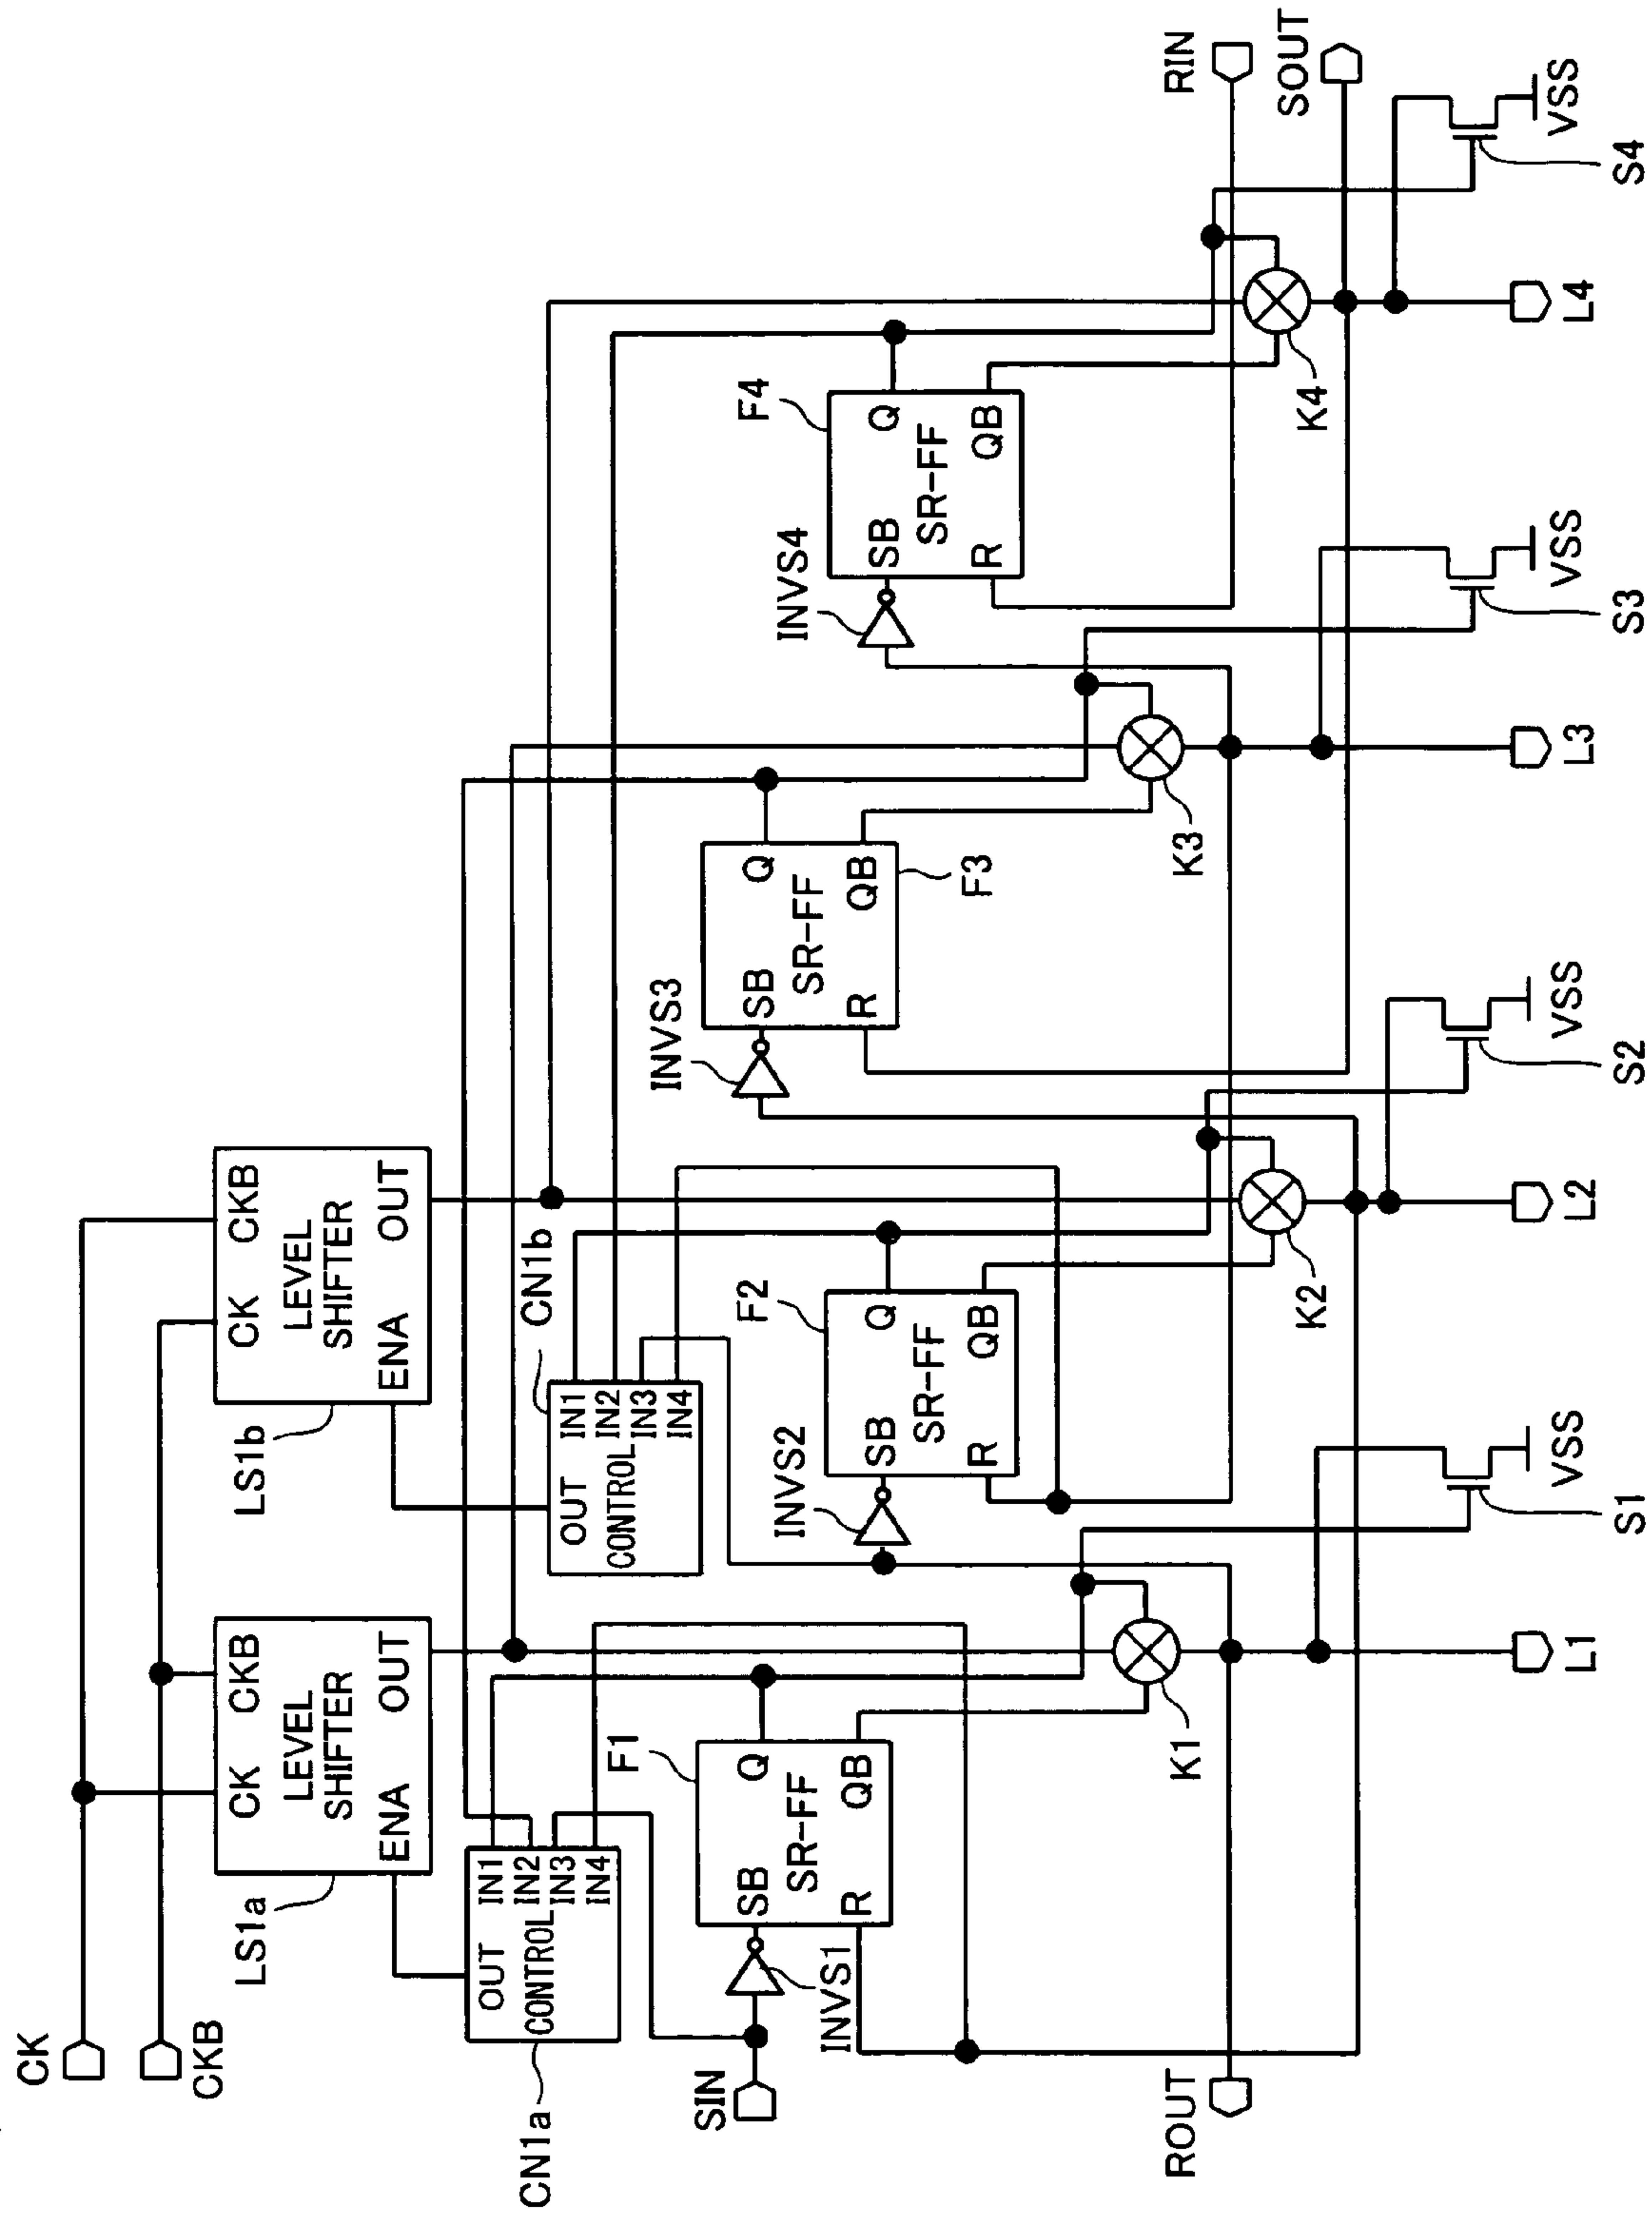 CK
CKB
LS1a
CK
CKB
LEVEL
SHIFTER
ENA
OUT
LS1b
CK
CKB
LEVEL
SHIFTER
ENA
OUT
CN1a
OUT
CONTROL
IN1
IN2
IN3
IN4
CN1b
OUT
CONTROL
IN1
IN2
IN3
IN4
SIN
INVS1
F1
SB
Q
SR-FF
R
QB
INVS2
F2
SB
Q
SR-FF
R
QB
INVS3
F3
SB
Q
SR-FF
R
QB
INVS4
F4
SB
Q
SR-FF
R
QB
K1
K2
K3
K4
ROUT
RIN
SOUT
L1
L2
L3
L4
VSS
VSS
VSS
VSS
S1
S2
S3
S4